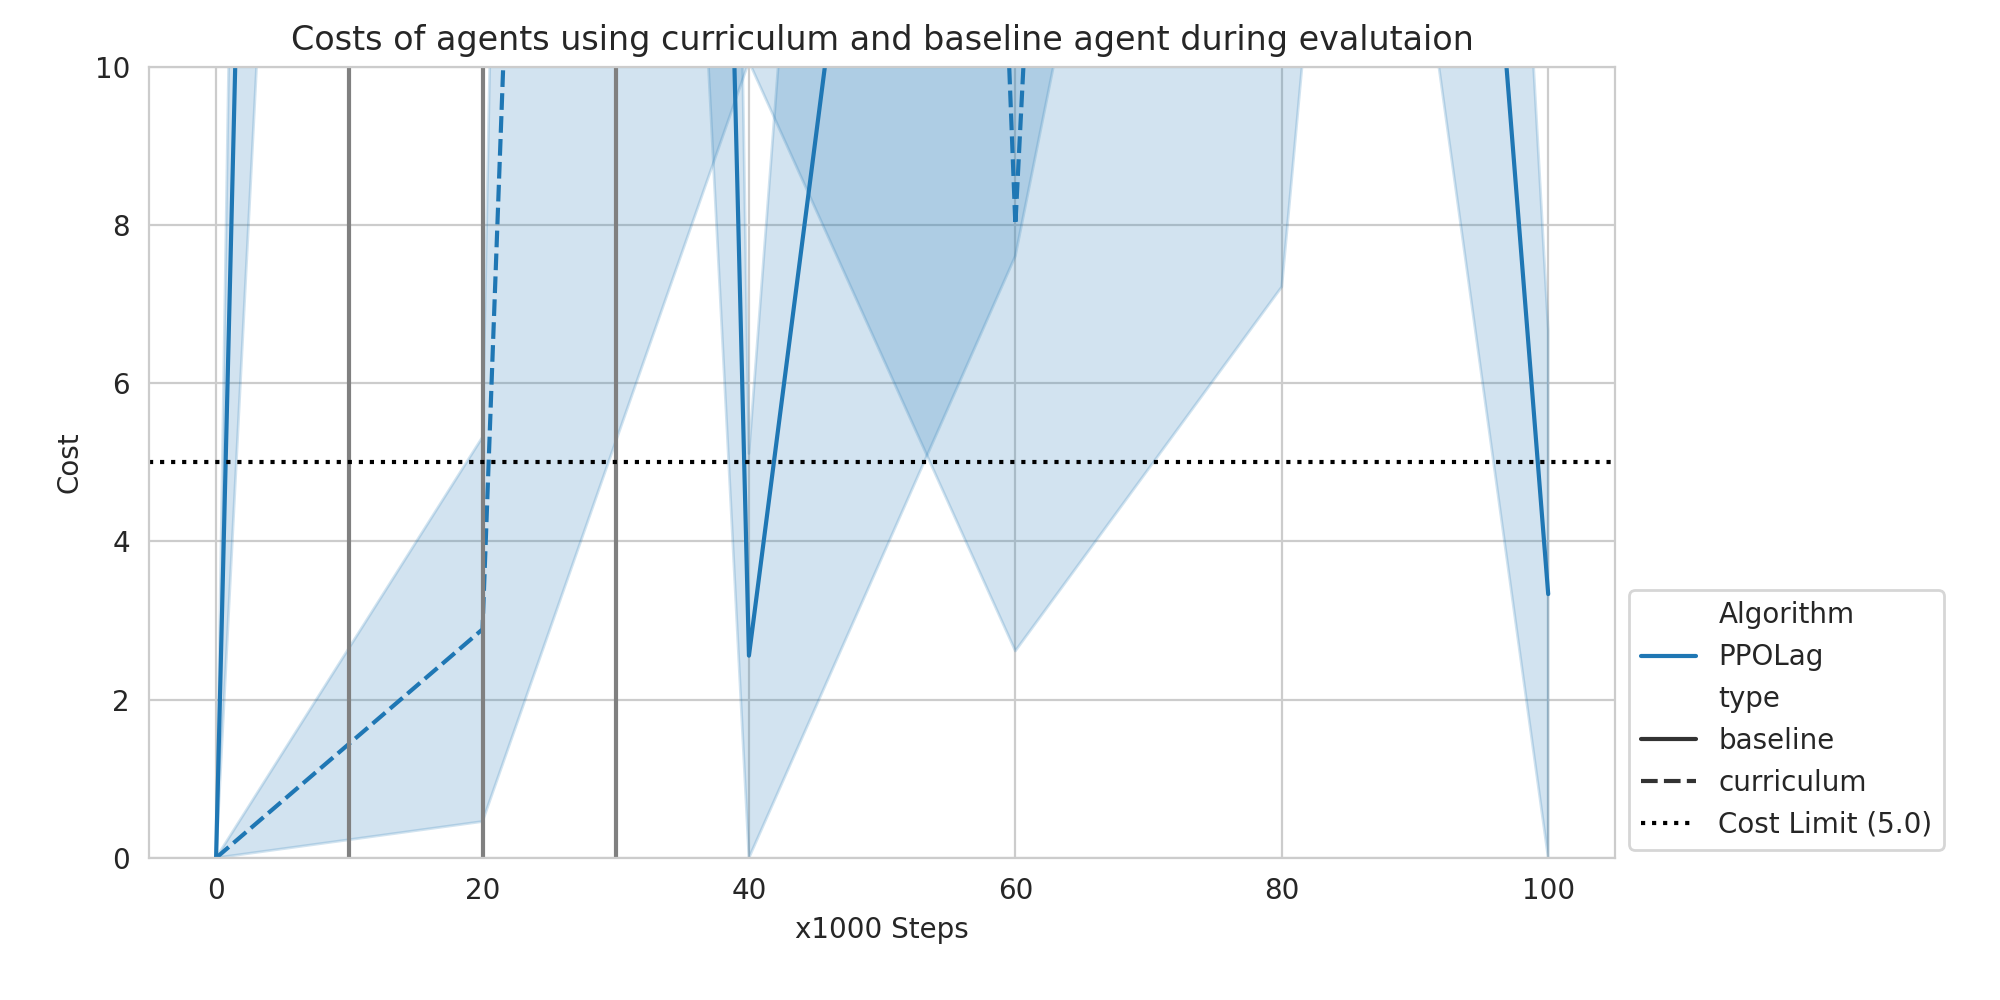 Costs of agents using curriculum and baseline agent during evalutaion
10
8
6
4
2
0
Cost
0 20 40 60 80 100
x1000 Steps
Algorithm
PPOLag
type
baseline
curriculum
Cost Limit (5.0)